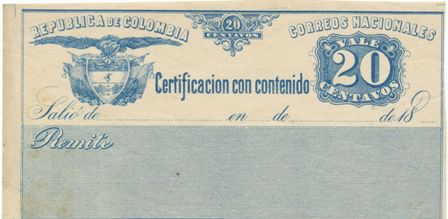 REPUBLICA DE COLOMBIA
20
CENTAVOS
CORREOS NACIONALES
VALE
20
CENTAVOS
Certificacion con contenido
Salió de en de de 18
Remite